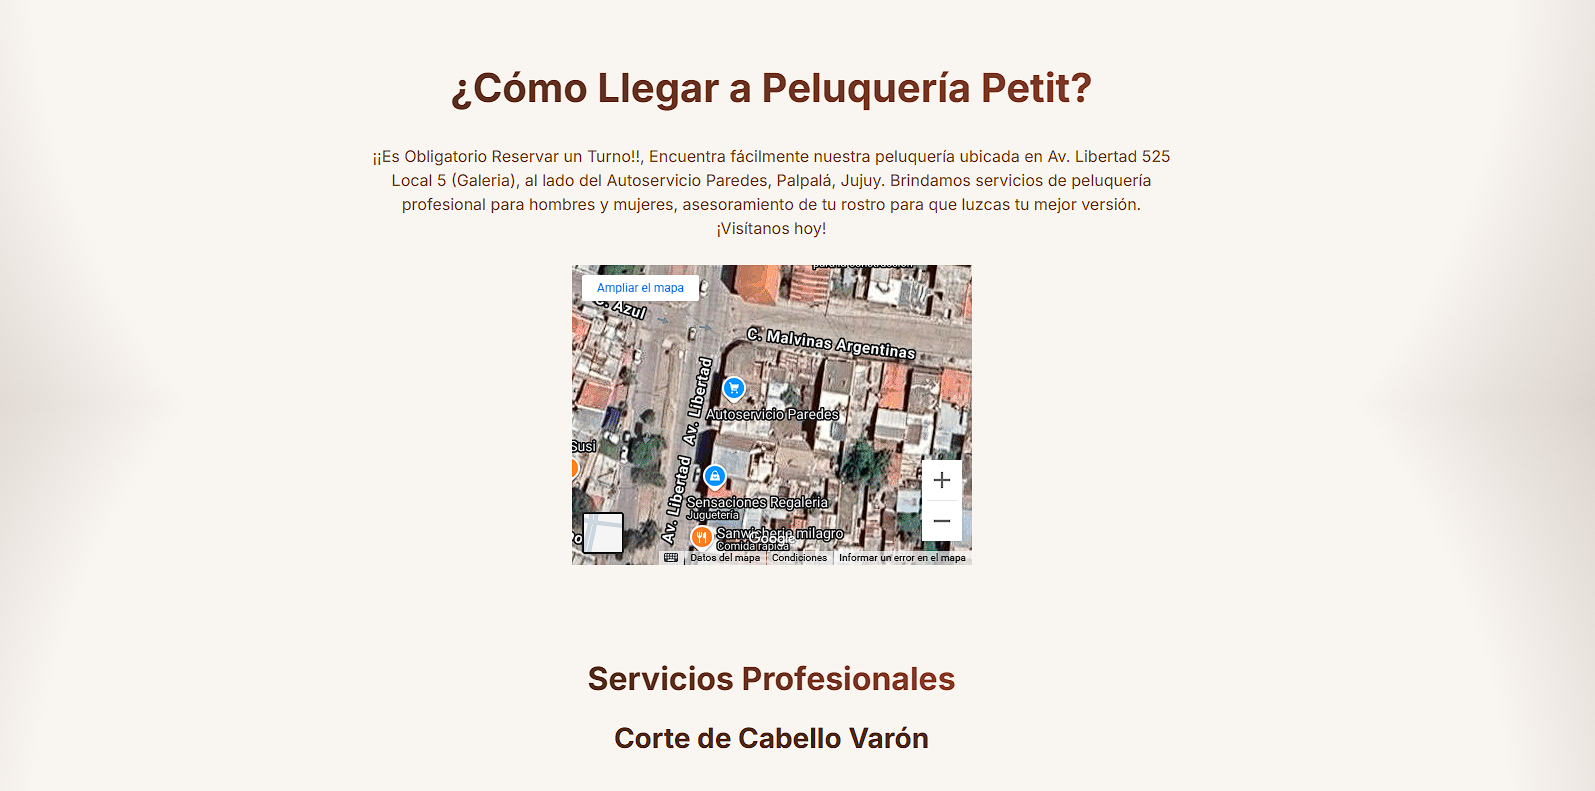 ¿Cómo Llegar a Peluquería Petit?
¡¡Es Obligatorio Reservar un Turno!!, Encuentra fácilmente nuestra peluquería ubicada en Av. Libertad 525
Local 5 (Galeria), al lado del Autoservicio Paredes, Palpalá, Jujuy. Brindamos servicios de peluquería
profesional para hombres y mujeres, asesoramiento de tu rostro para que luzcas tu mejor versión.
¡Visítanos hoy!
Ampliar el mapa
C. Azul
C. Malvinas Argentinas
Av. Libertad
Autoservicio Paredes
Susi
Av. Libertad
Sensaciones Regaleria
Juguetería
Sanwicheria milagro
Comida rápida
Google
Datos del mapa
Condiciones
Informar un error en el mapa
Servicios Profesionales
Corte de Cabello Varón